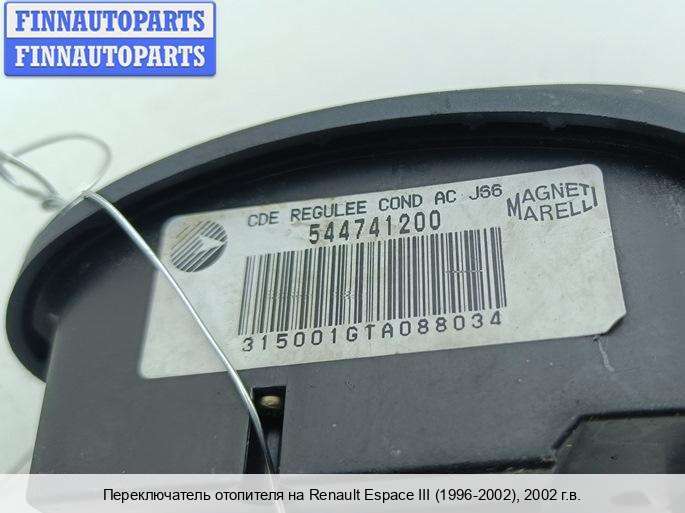 FINNAUTOPARTS
FINNAUTOPARTS
CDE REGULEE COND AC J66
544741200
MAGNETI
MARELLI
315001GTA088034
Переключатель отопителя на Renault Espace III (1996-2002), 2002 г.в.